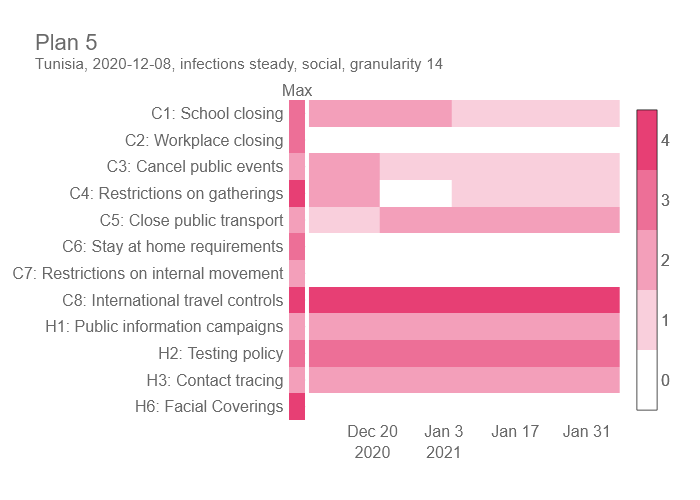 Plan 5
Tunisia, 2020-12-08, infections steady, social, granularity 14
Max
C1: School closing
C2: Workplace closing
C3: Cancel public events
C4: Restrictions on gatherings
C5: Close public transport
C6: Stay at home requirements
C7: Restrictions on internal movement
C8: International travel controls
H1: Public information campaigns
H2: Testing policy
H3: Contact tracing
H6: Facial Coverings
4
3
2
1
0
Dec 20 Jan 3 Jan 17 Jan 31
2020 2021